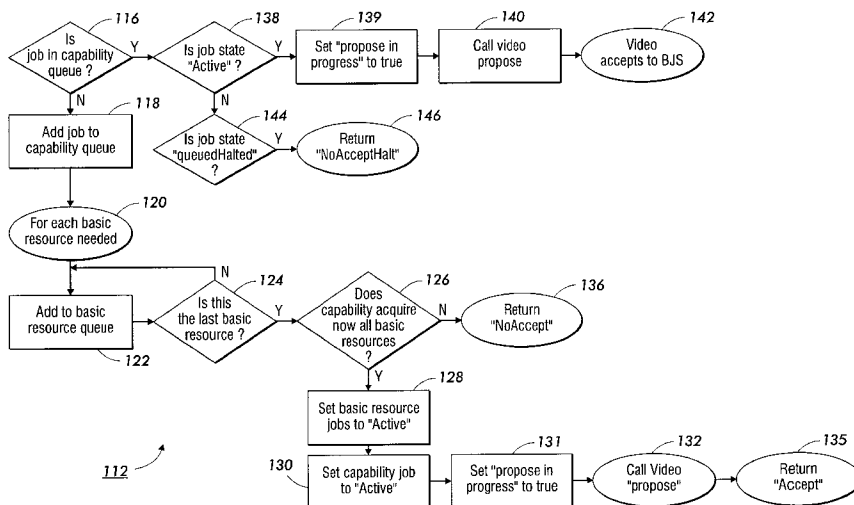 116
Is
job in capability
queue ?
Y
N
138
Is job state
"Active" ?
Y
N
139
Set "propose in
progress" to true
140
Call video
propose
142
Video
accepts to BJS
118
Add job to
capability queue
144
Is job state
"queuedHalted"
?
Y
146
Return
"NoAcceptHalt"
120
For each basic
resource needed
N
Add to basic
resource queue
122
124
Is this
the last basic
resource ?
Y
126
Does
capability acquire
now all basic
resources
?
N
Y
136
Return
"NoAccept"
128
Set basic resource
jobs to "Active"
112
130
Set capability job
to "Active"
131
Set "propose in
progress" to true
132
Call Video
"propose"
135
Return
"Accept"